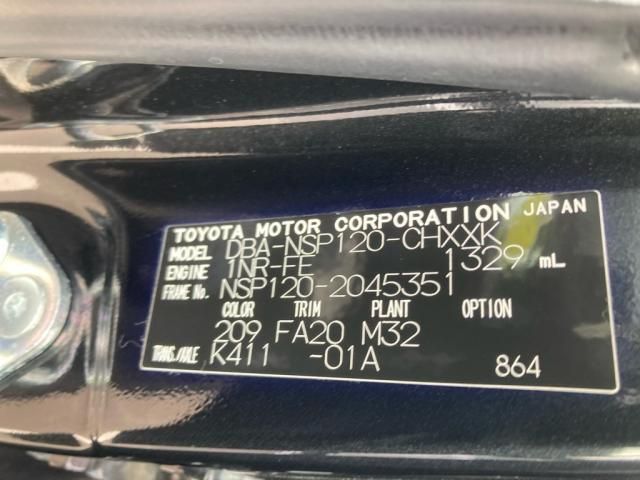 TOYOTA MOTOR CORPORATION JAPAN
MODEL DBA-NSP120-CHXXK
ENGINE 1NR-FE 1329 mL
FRAME No. NSP120-2045351
COLOR TRIM PLANT OPTION
209 FA20 M32
TRANS./AXLE K411 -01A 864